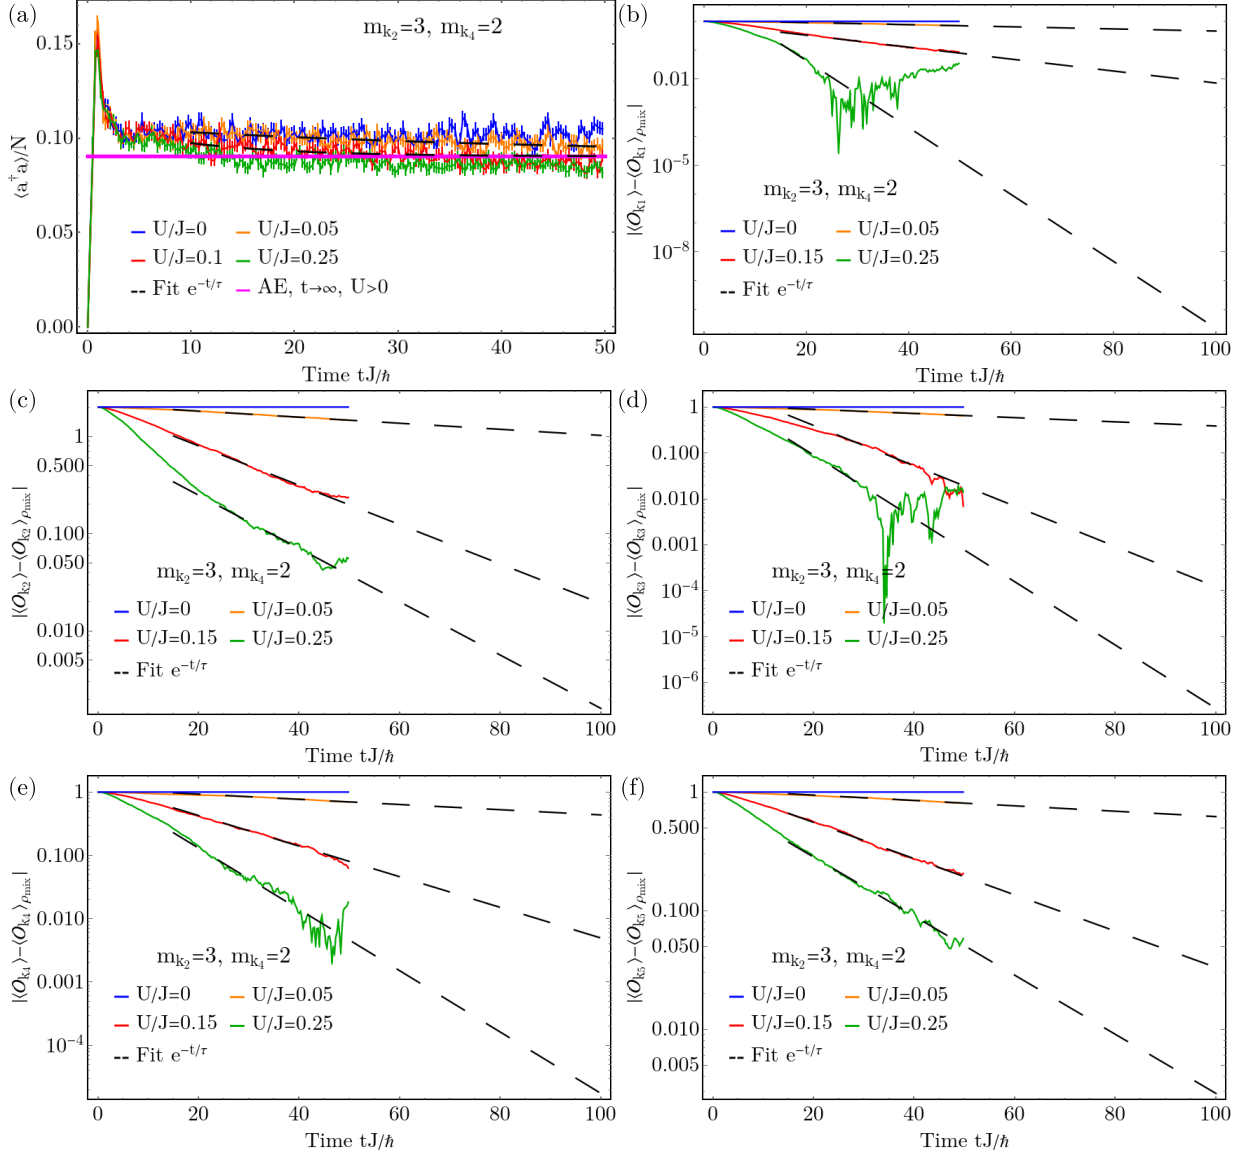 (a)
m_{k_2}=3, m_{k_4}=2
0.15
0.10
0.05
0.00
⟨a†a⟩/N
U/J=0 U/J=0.05
U/J=0.1 U/J=0.25
Fit e^{-t/τ} AE, t→∞, U>0
0 10 20 30 40 50
Time tJ/ℏ
(b)
0.01
10^{-5}
10^{-8}
|⟨O_{k1}⟩−⟨O_{k1}⟩_{ρmix}|
m_{k_2}=3, m_{k_4}=2
U/J=0 U/J=0.05
U/J=0.15 U/J=0.25
Fit e^{-t/τ}
0 20 40 60 80 100
Time tJ/ℏ
(c)
1
0.500
0.100
0.050
0.010
0.005
|⟨O_{k2}⟩−⟨O_{k2}⟩_{ρmix}|
m_{k_2}=3, m_{k_4}=2
U/J=0 U/J=0.05
U/J=0.15 U/J=0.25
Fit e^{-t/τ}
0 20 40 60 80 100
Time tJ/ℏ
(d)
1
0.100
0.010
0.001
10^{-4}
10^{-5}
10^{-6}
|⟨O_{k3}⟩−⟨O_{k3}⟩_{ρmix}|
m_{k_2}=3, m_{k_4}=2
U/J=0 U/J=0.05
U/J=0.15 U/J=0.25
Fit e^{-t/τ}
0 20 40 60 80 100
Time tJ/ℏ
(e)
1
0.100
0.010
0.001
10^{-4}
|⟨O_{k4}⟩−⟨O_{k4}⟩_{ρmix}|
m_{k_2}=3, m_{k_4}=2
U/J=0 U/J=0.05
U/J=0.15 U/J=0.25
Fit e^{-t/τ}
0 20 40 60 80 100
Time tJ/ℏ
(f)
1
0.500
0.100
0.050
0.010
0.005
|⟨O_{k5}⟩−⟨O_{k5}⟩_{ρmix}|
m_{k_2}=3, m_{k_4}=2
U/J=0 U/J=0.05
U/J=0.15 U/J=0.25
Fit e^{-t/τ}
0 20 40 60 80 100
Time tJ/ℏ